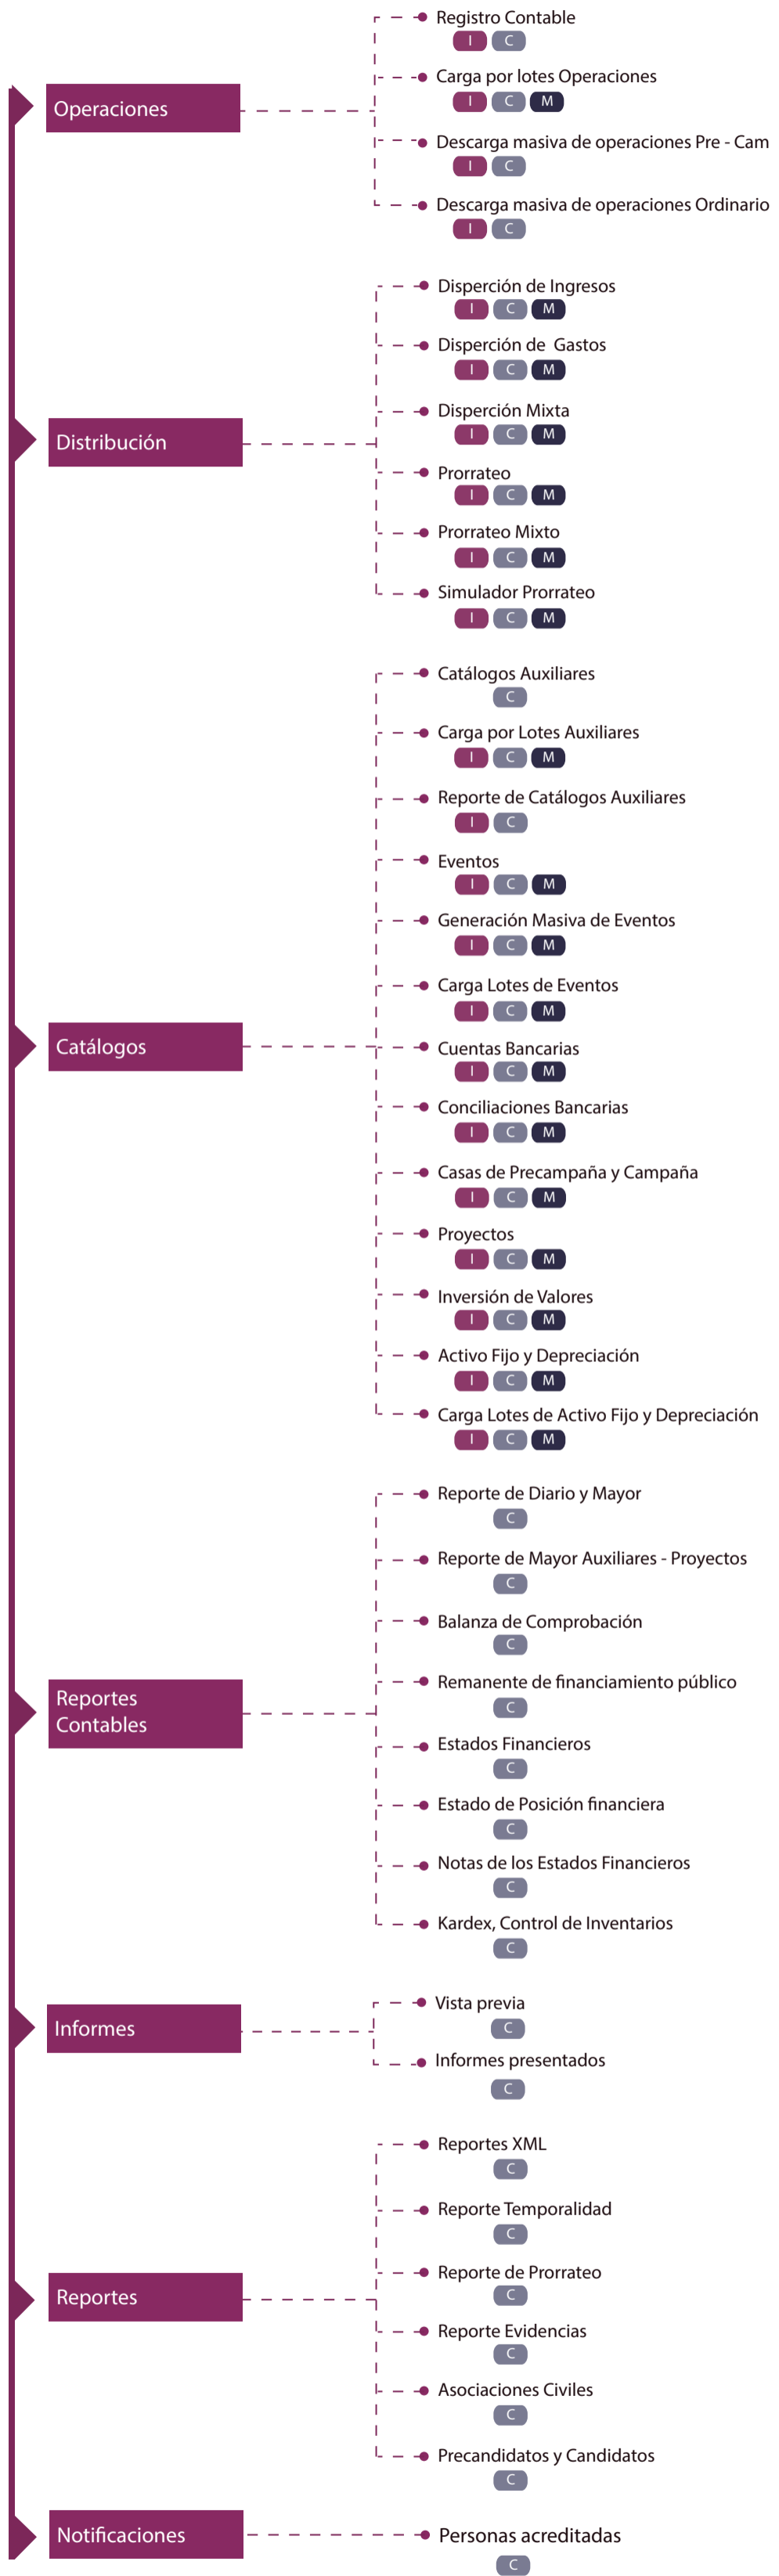 Operaciones
Registro Contable
I C
Carga por lotes Operaciones
I C M
Descarga masiva de operaciones Pre - Cam
I C
Descarga masiva de operaciones Ordinario
I C
Distribución
Disperción de Ingresos
I C M
Disperción de Gastos
I C M
Disperción Mixta
I C M
Prorrateo
I C M
Prorrateo Mixto
I C M
Simulador Prorrateo
I C M
Catálogos
Catálogos Auxiliares
C
Carga por Lotes Auxiliares
I C M
Reporte de Catálogos Auxiliares
I C
Eventos
I C M
Generación Masiva de Eventos
I C M
Carga Lotes de Eventos
I C M
Cuentas Bancarias
I C M
Conciliaciones Bancarias
I C M
Casas de Precampaña y Campaña
I C M
Proyectos
I C M
Inversión de Valores
I C M
Activo Fijo y Depreciación
I C M
Carga Lotes de Activo Fijo y Depreciación
I C M
Reportes
Contables
Reporte de Diario y Mayor
C
Reporte de Mayor Auxiliares - Proyectos
C
Balanza de Comprobación
C
Remanente de financiamiento público
C
Estados Financieros
C
Estado de Posición financiera
C
Notas de los Estados Financieros
C
Kardex, Control de Inventarios
C
Informes
Vista previa
C
Informes presentados
C
Reportes
Reportes XML
C
Reporte Temporalidad
C
Reporte de Prorrateo
C
Reporte Evidencias
C
Asociaciones Civiles
C
Precandidatos y Candidatos
C
Notificaciones
Personas acreditadas
C